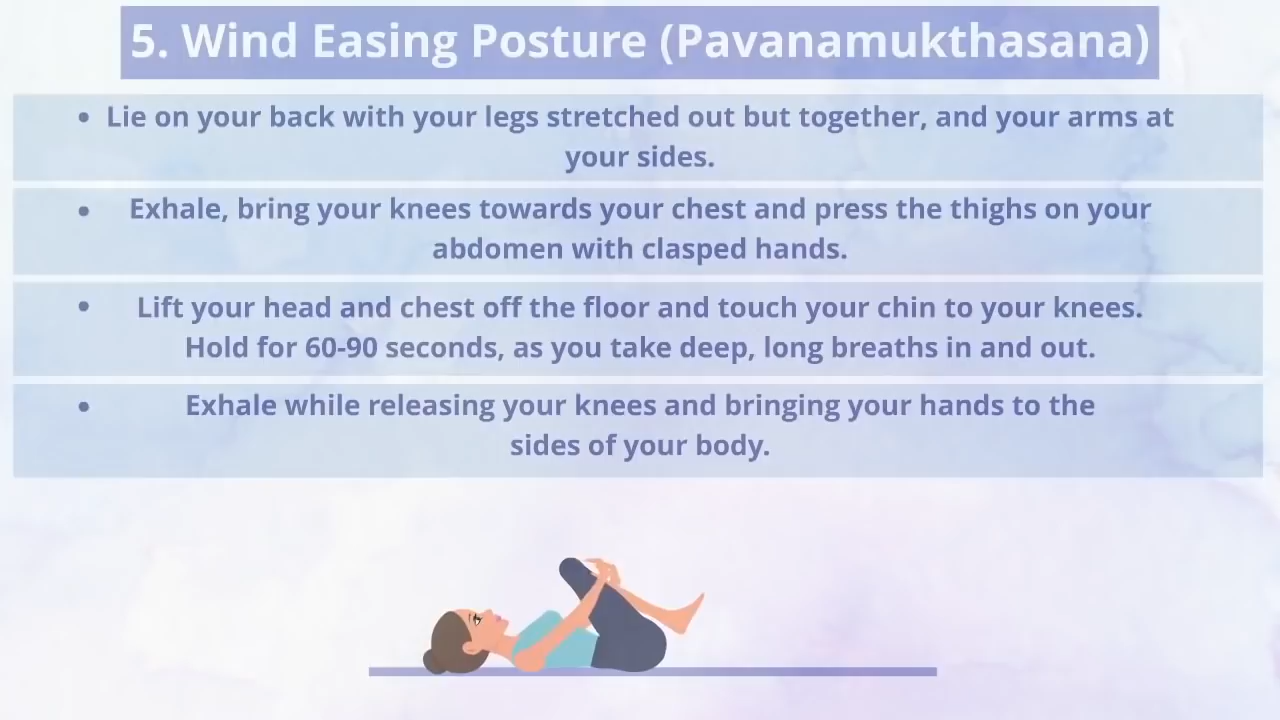 5. Wind Easing Posture (Pavanamukthasana)
• Lie on your back with your legs stretched out but together, and your arms at
your sides.
• Exhale, bring your knees towards your chest and press the thighs on your
abdomen with clasped hands.
• Lift your head and chest off the floor and touch your chin to your knees.
Hold for 60-90 seconds, as you take deep, long breaths in and out.
• Exhale while releasing your knees and bringing your hands to the
sides of your body.